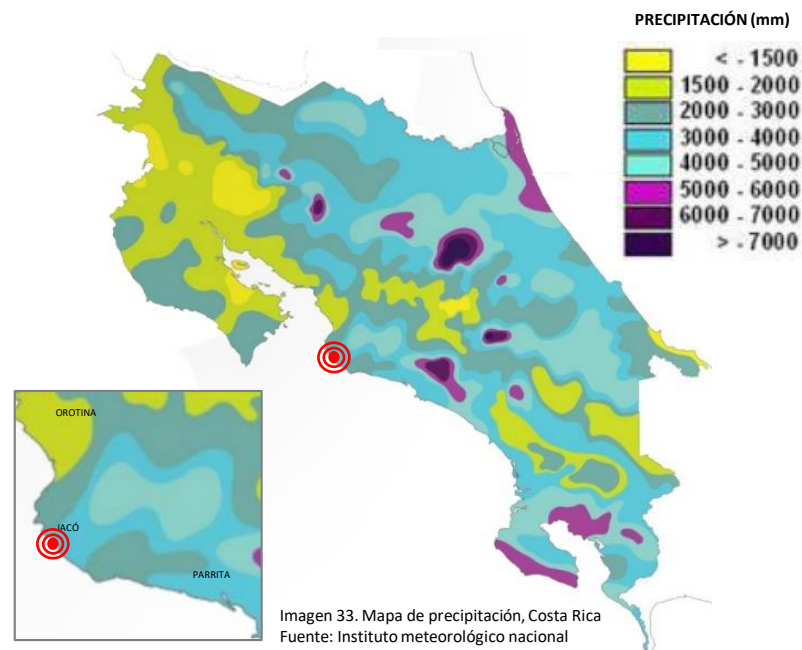 PRECIPITACIÓN (mm)
< - 1500
1500 - 2000
2000 - 3000
3000 - 4000
4000 - 5000
5000 - 6000
6000 - 7000
> - 7000
OROTINA
JACÓ
PARRITA
Imagen 33. Mapa de precipitación, Costa Rica
Fuente: Instituto meteorológico nacional